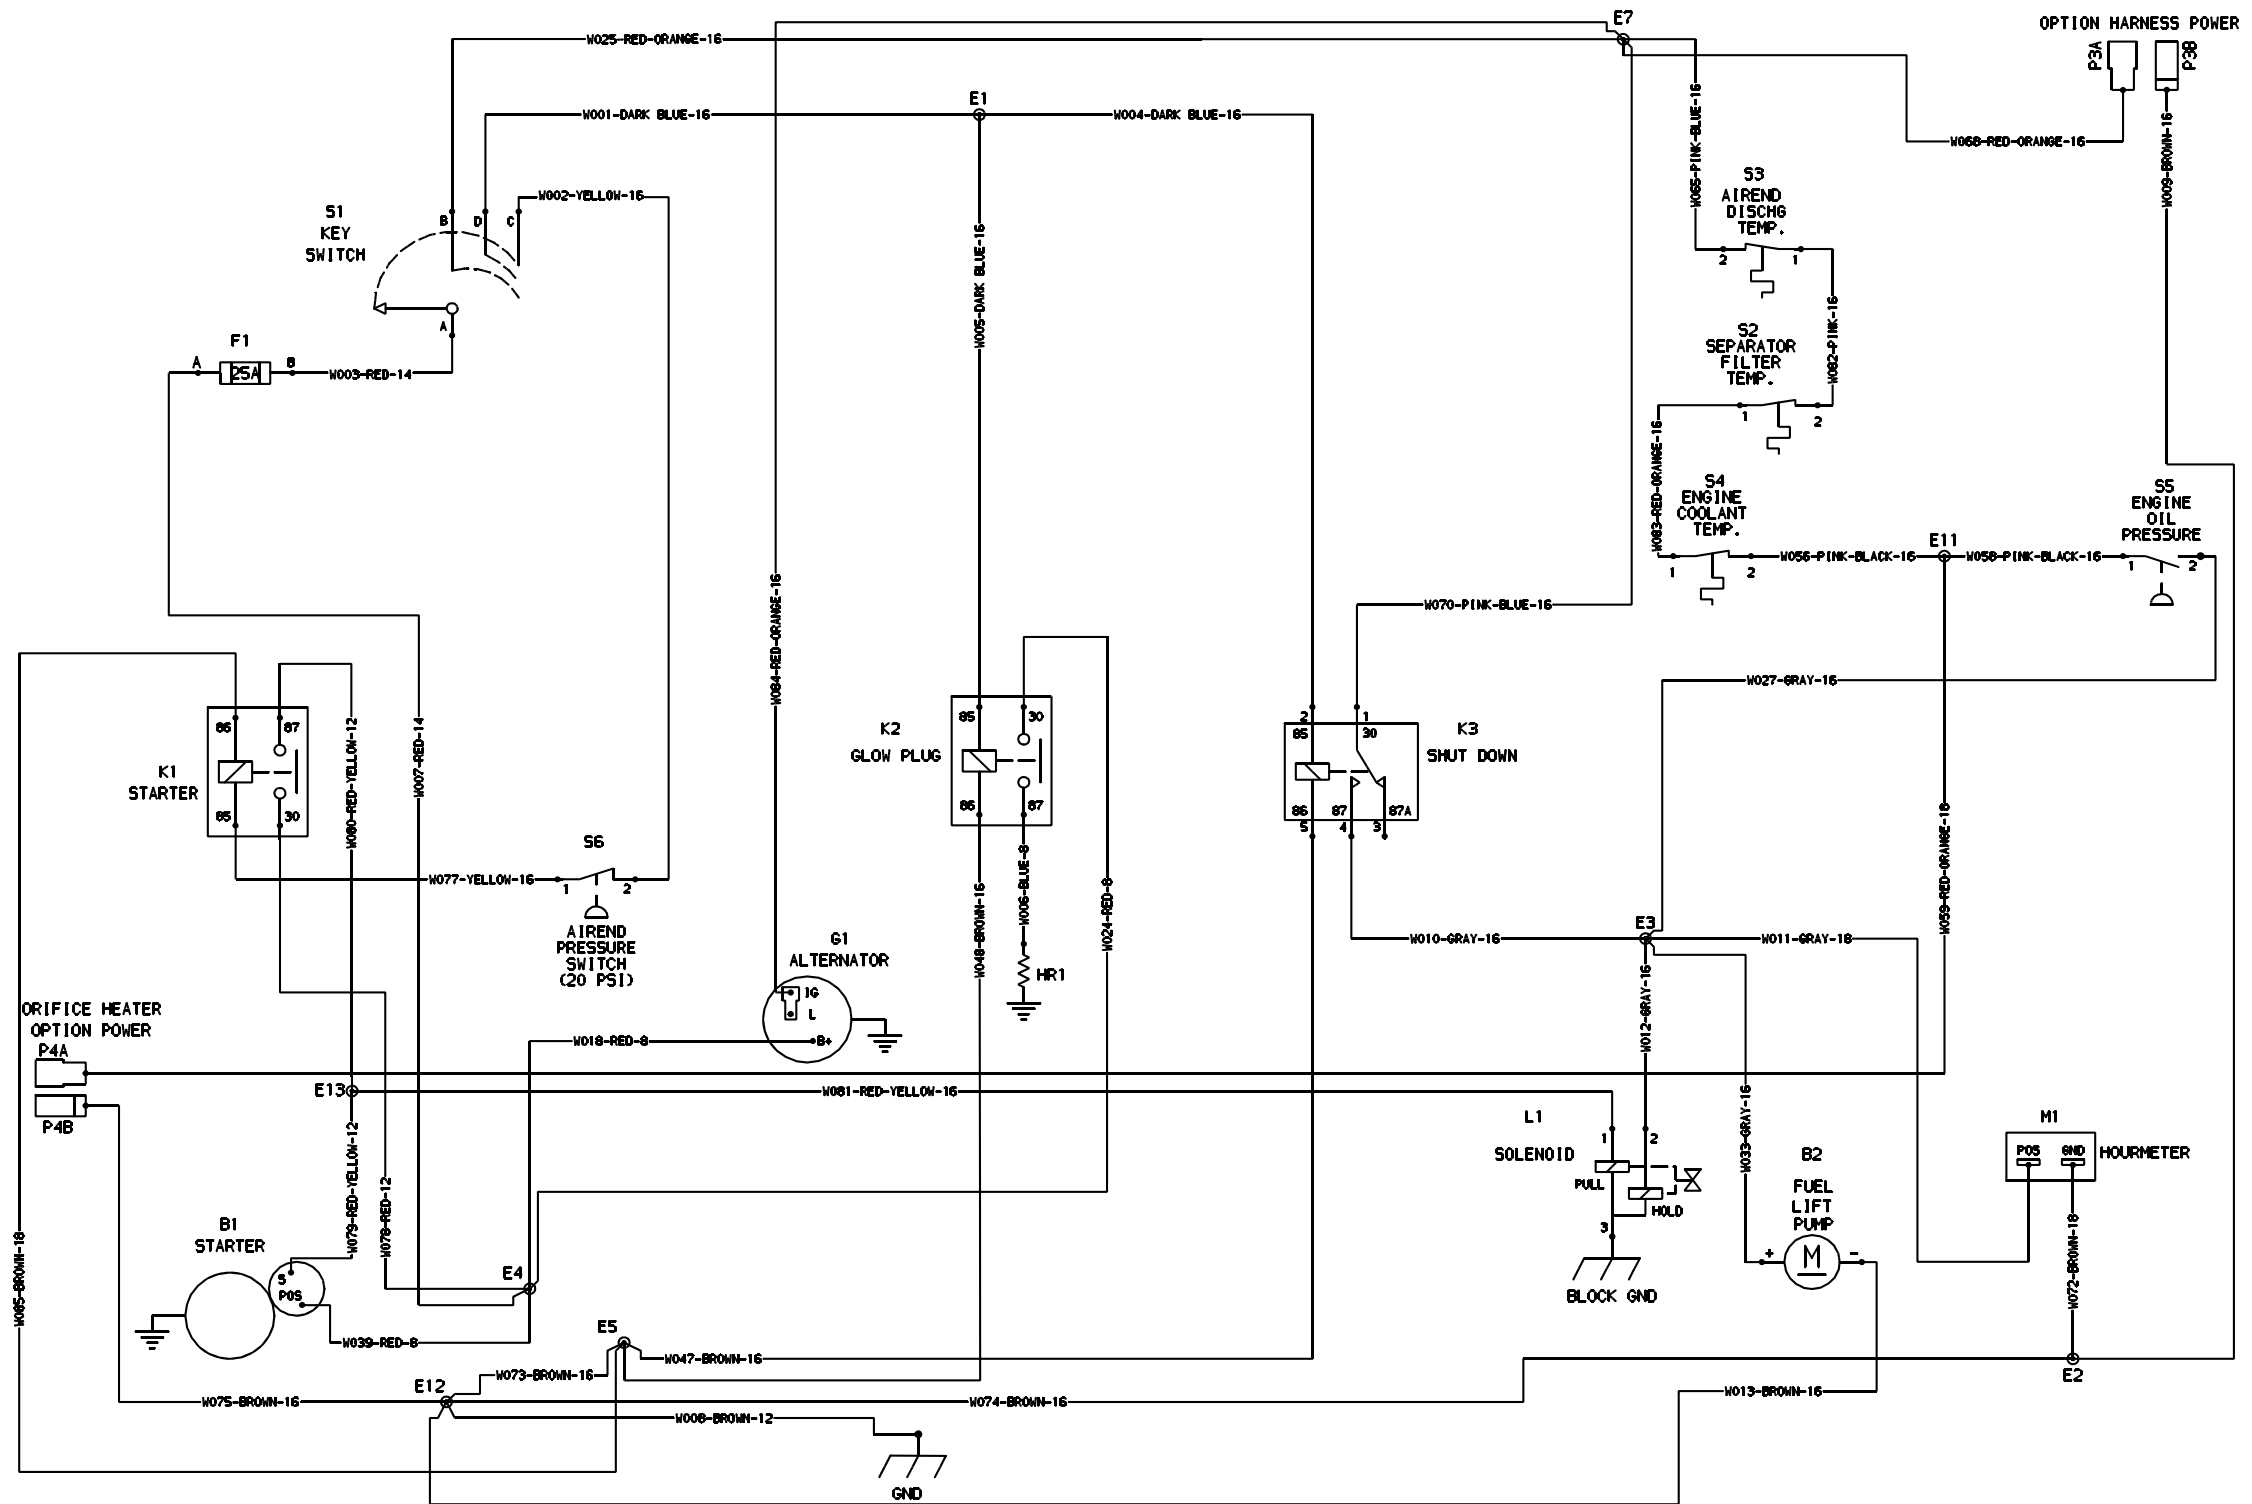 E7
OPTION HARNESS POWER
P3A
P3B
W025-RED-ORANGE-16
E1
W001-DARK BLUE-16
W004-DARK BLUE-16
W065-PINK-BLUE-16
W068-RED-ORANGE-16
W009-BROWN-16
W002-YELLOW-16
S1
KEY
SWITCH
B
D
C
A
S3
AIREND
DISCHG
TEMP.
2
1
W005-DARK BLUE-16
W082-PINK-16
F1
A
25A
B
W003-RED-14
S2
SEPARATOR
FILTER
TEMP.
1
2
W083-RED-ORANGE-16
S4
ENGINE
COOLANT
TEMP.
1
2
W056-PINK-BLACK-16
E11
W058-PINK-BLACK-16
S5
ENGINE
OIL
PRESSURE
1
2
W084-RED-ORANGE-16
W070-PINK-BLUE-16
W027-GRAY-16
K1
STARTER
86
87
85
30
W080-RED-YELLOW-12
W007-RED-14
K2
GLOW PLUG
85
30
86
87
K3
SHUT DOWN
2
1
85
30
86
87
87A
5
4
3
W077-YELLOW-16
S6
1
2
AIREND
PRESSURE
SWITCH
(20 PSI)
W048-BROWN-16
W006-BLUE-8
W024-RED-8
HR1
W059-RED-ORANGE-18
E3
W010-GRAY-16
W011-GRAY-18
W012-GRAY-16
W033-GRAY-16
G1
ALTERNATOR
IG
L
B+
W018-RED-8
ORIFICE HEATER
OPTION POWER
P4A
P4B
E13
W081-RED-YELLOW-16
W079-RED-YELLOW-12
W078-RED-12
L1
SOLENOID
1
2
PULL
HOLD
3
BLOCK GND
B2
FUEL
LIFT
PUMP
+
M
-
M1
POS
GND
HOURMETER
W072-BROWN-18
B1
STARTER
S
POS
W085-BROWN-18
E4
W039-RED-8
E5
W047-BROWN-16
W073-BROWN-16
E12
E2
W075-BROWN-16
W074-BROWN-16
W013-BROWN-16
W008-BROWN-12
GND